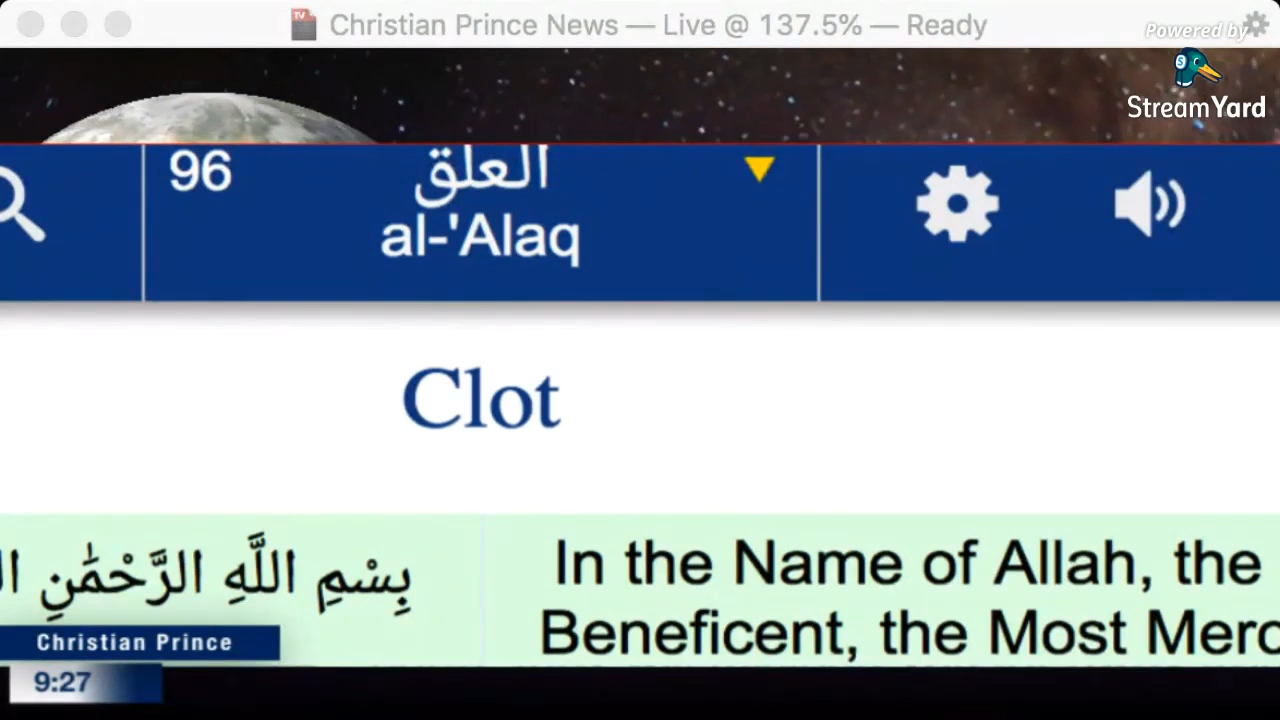 Christian Prince News — Live @ 137.5% — Ready
Powered by
StreamYard
96
العلق
al-'Alaq
Clot
بِسْمِ اللَّهِ الرَّحْمَٰنِ
In the Name of Allah, the
Beneficent, the Most Merc
Christian Prince
9:27